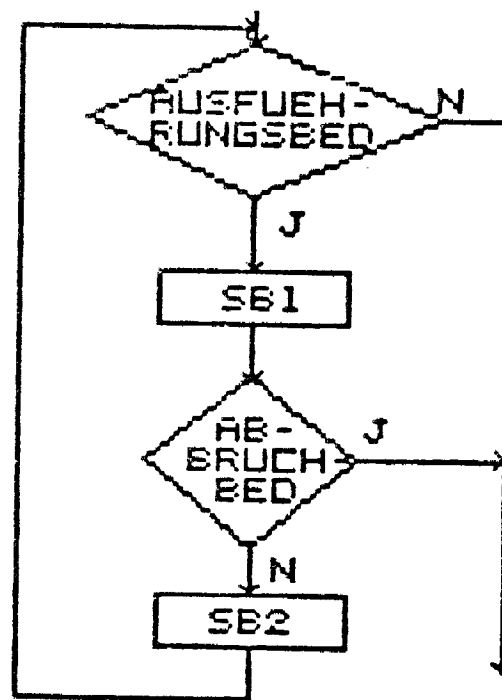 AUSFUEH-
RUNGSBED
N
J
SB1
AB-
BRUCH
BED
J
N
SB2